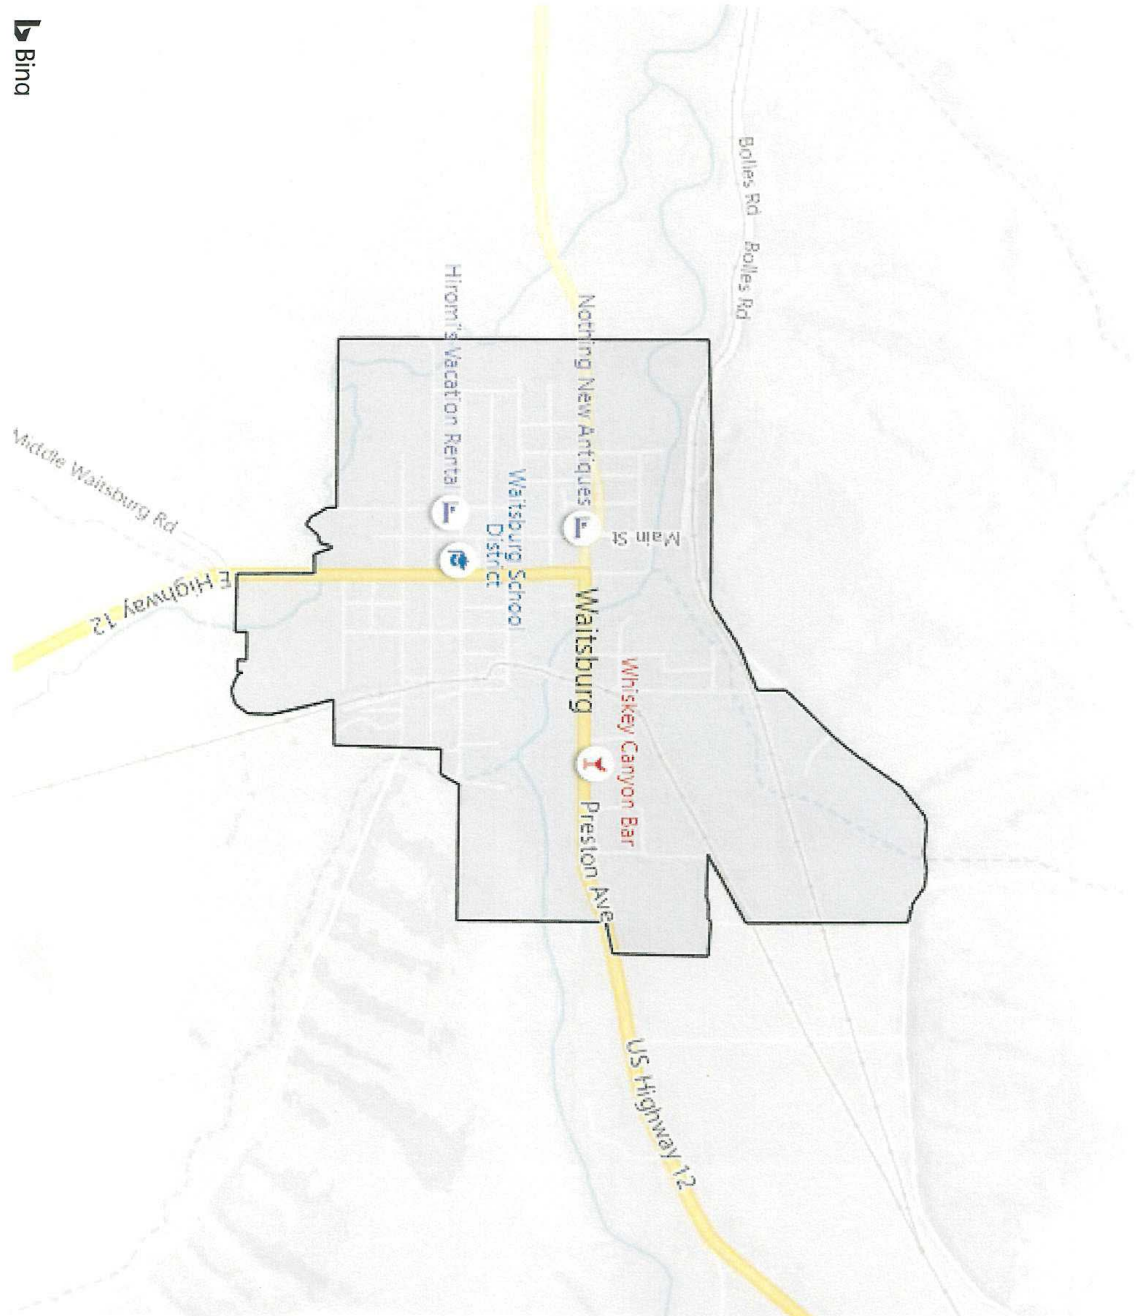 Bolles Rd
Bolles Rd
Nothing New Antiques
Main St
Whiskey Canyon Bar
Waitsburg
Preston Ave
US Highway 12
Waitsburg School
District
Hiromi's Vacation Rental
E Highway 12
Middle Waitsburg Rd
Bing